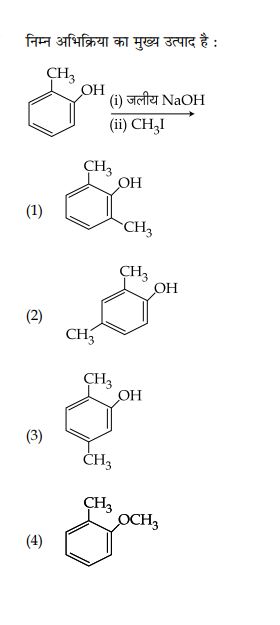 निम्न अभिक्रिया का मुख्य उत्पाद है :
CH₃
OH
(i) जलीय NaOH
(ii) CH₃I
(1)
CH₃
OH
CH₃
(2)
CH₃
OH
CH₃
(3)
CH₃
OH
CH₃
(4)
CH₃
OCH₃